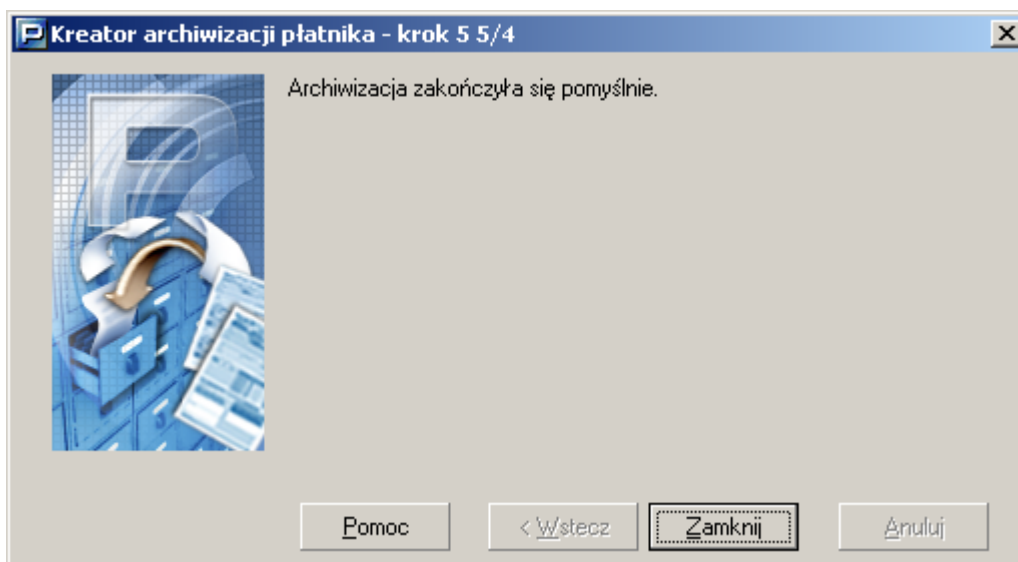 Kreator archiwizacji płatnika - krok 5 5/4
Archiwizacja zakończyła się pomyślnie.
Pomoc
< Wstecz
Zamknij
Anuluj